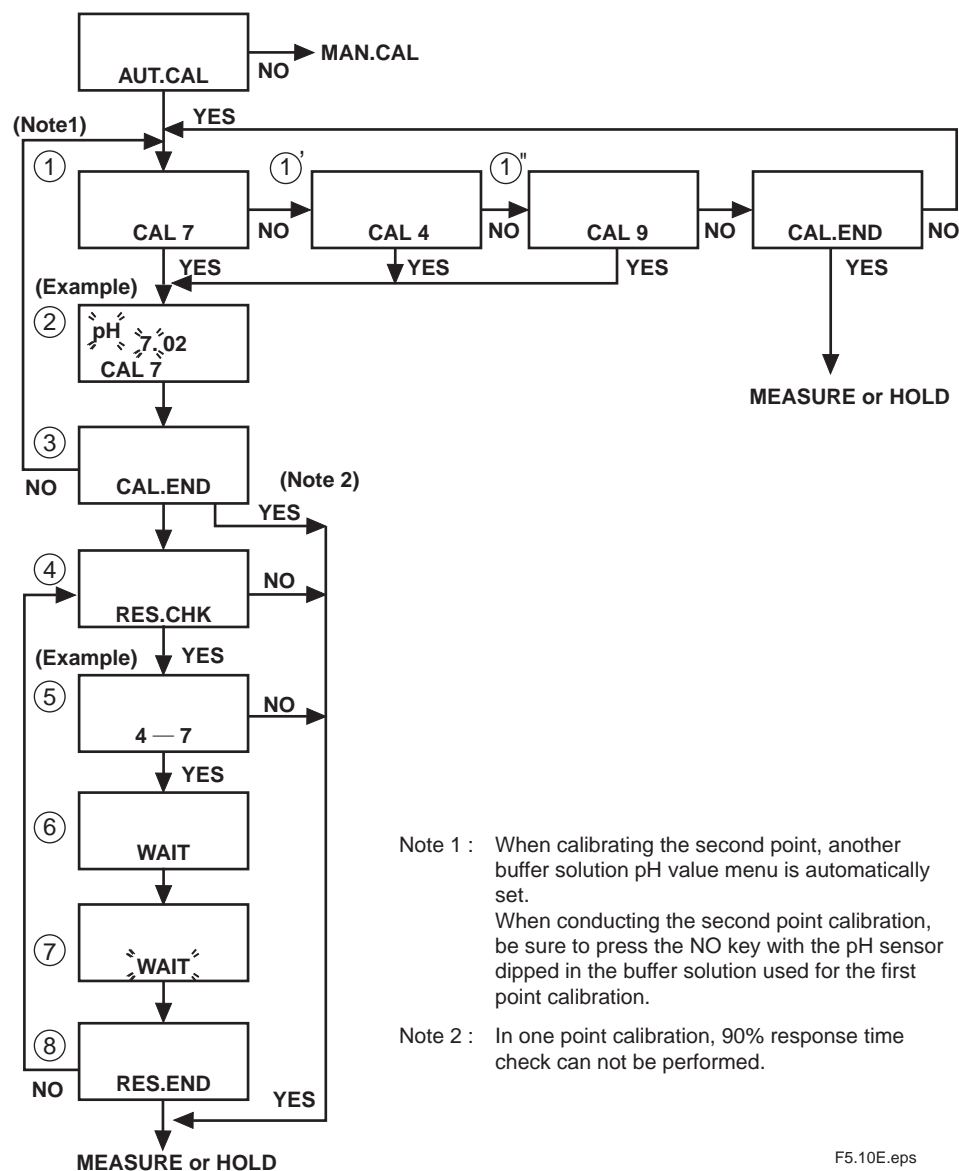 AUT.CAL
NO
MAN.CAL
YES
(Note1)
1
CAL 7
NO
1'
CAL 4
NO
1"
CAL 9
NO
CAL.END
NO
YES
YES
YES
YES
MEASURE or HOLD
(Example)
2
pH 7.02
CAL 7
3
CAL.END
NO
(Note 2)
YES
4
RES.CHK
NO
YES
(Example)
5
4 — 7
NO
YES
6
WAIT
7
WAIT
8
RES.END
NO
YES
MEASURE or HOLD
Note 1 : When calibrating the second point, another
buffer solution pH value menu is automatically
set.
When conducting the second point calibration,
be sure to press the NO key with the pH sensor
dipped in the buffer solution used for the first
point calibration.
Note 2 : In one point calibration, 90% response time
check can not be performed.
F5.10E.eps